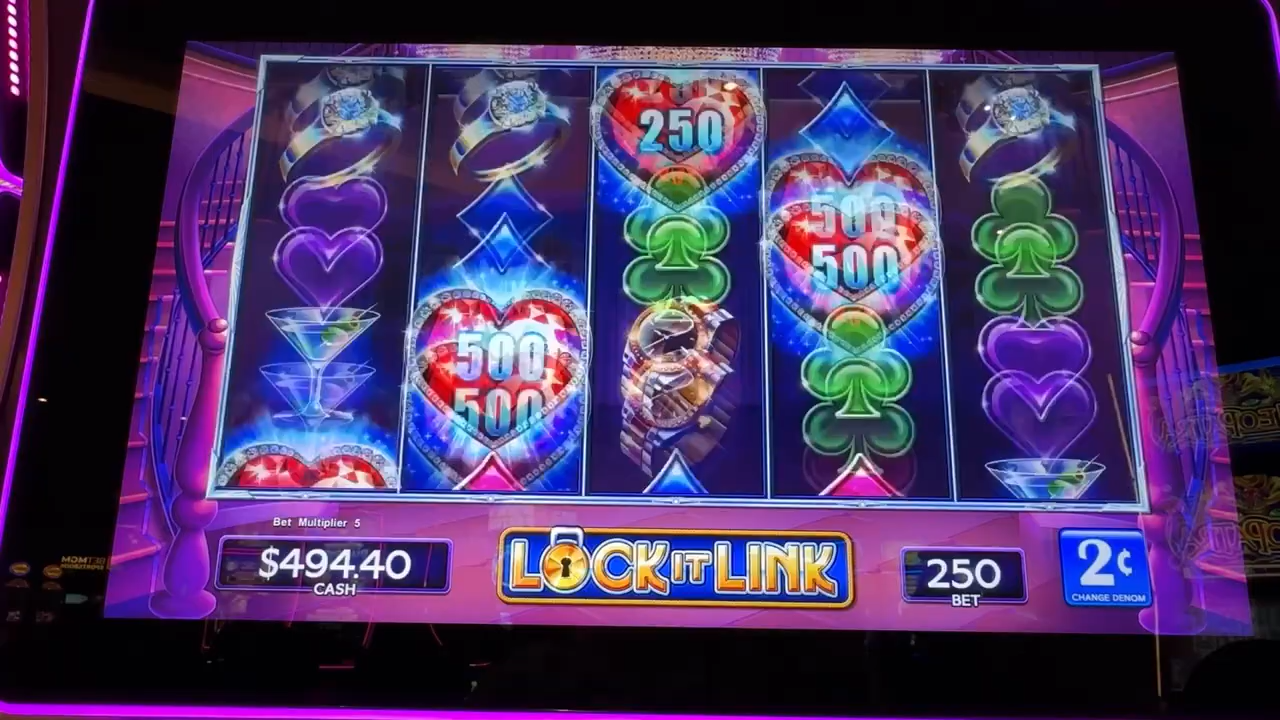 250
500
500
500
500
Bet Multiplier 5
$494.40
CASH
LOCK IT LINK
250
BET
2¢
CHANGE DENOM
BETMGM